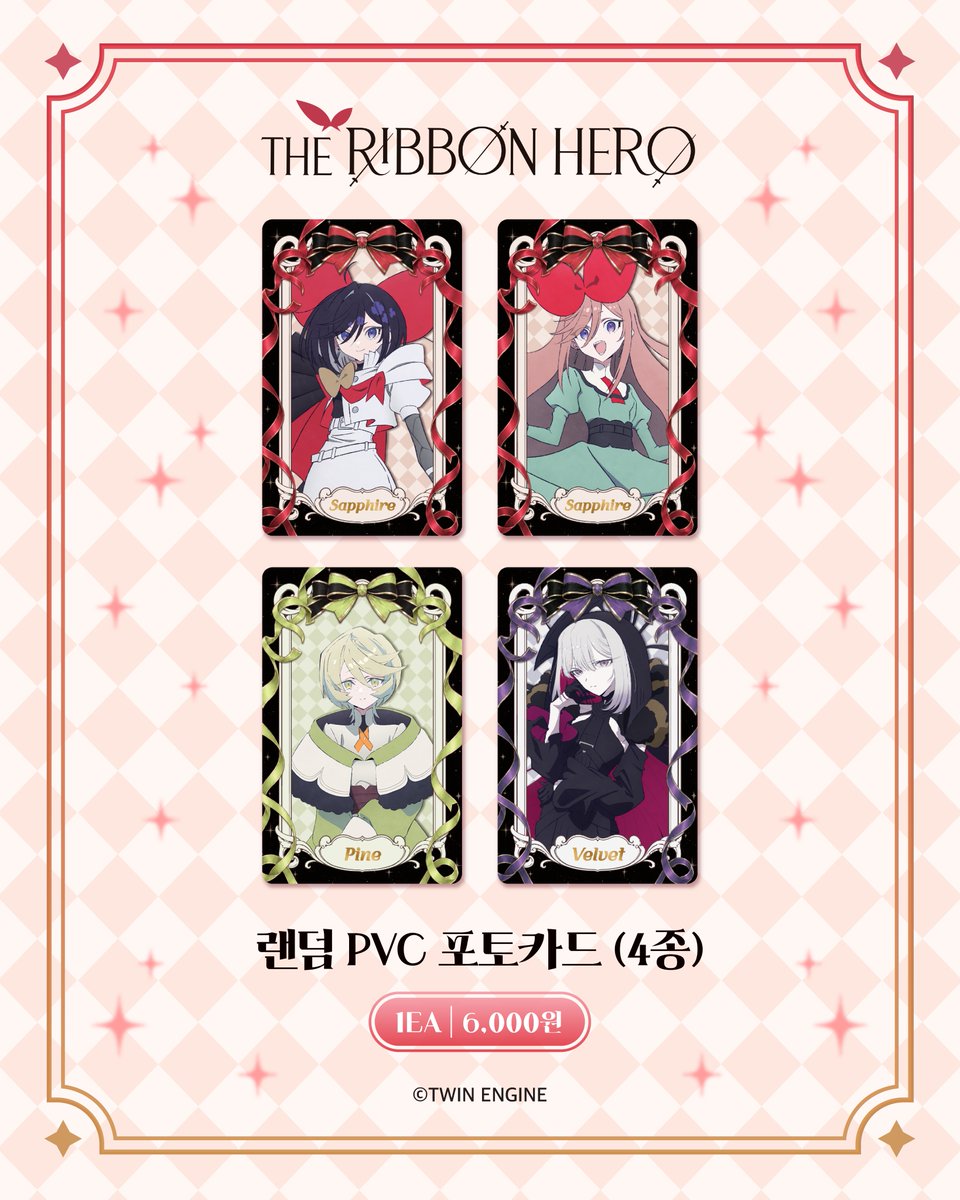 THE RIBBON HERO
Sapphire
Sapphire
Pine
Velvet
랜덤 PVC 포토카드 (4종)
1EA | 6,000원
©TWIN ENGINE